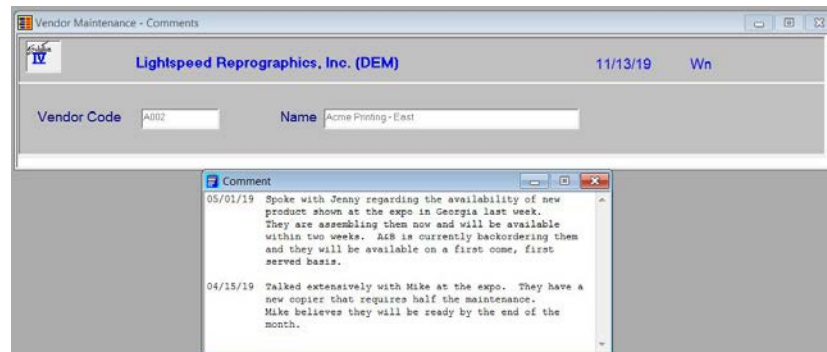 Vendor Maintenance - Comments
IV
Lightspeed Reprographics, Inc. (DEM) 11/13/19 Wn
Vendor Code A002 Name Acme Printing - East
Comment
05/01/19 Spoke with Jenny regarding the availability of new
product shown at the expo in Georgia last week.
They are assembling them now and will be available
within two weeks. A&B is currently backordering them
and they will be available on a first come, first
served basis.
04/15/19 Talked extensively with Mike at the expo. They have a
new copier that requires half the maintenance.
Mike believes they will be ready by the end of the
month.